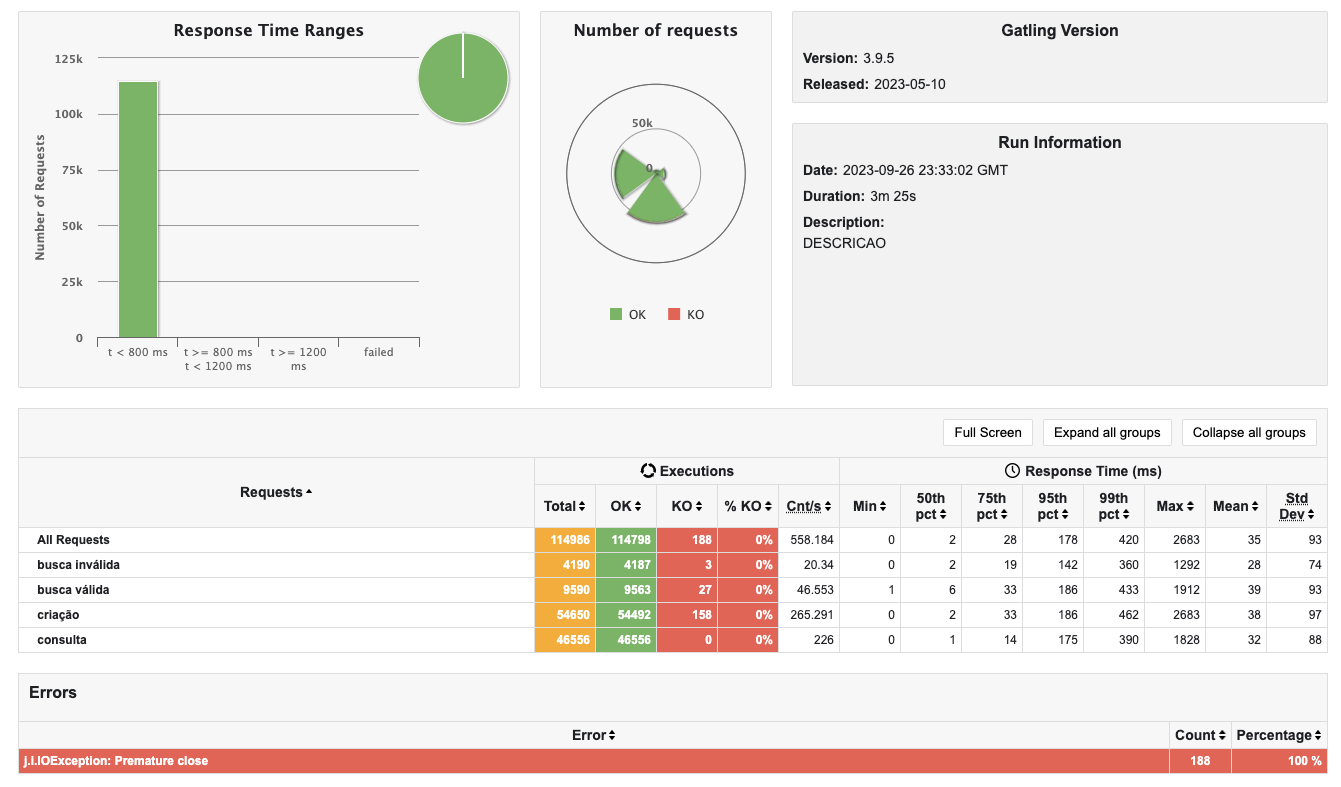 Response Time Ranges
Number of Requests
125k
100k
75k
50k
25k
0
t < 800 ms
t >= 800 ms
t < 1200 ms
t >= 1200
ms
failed
Number of requests
50k
0
OK
KO
Gatling Version
Version: 3.9.5
Released: 2023-05-10
Run Information
Date: 2023-09-26 23:33:02 GMT
Duration: 3m 25s
Description:
DESCRICAO
Full Screen Expand all groups Collapse all groups
Requests Executions Response Time (ms)
Total OK KO % KO Cnt/s Min 50th pct 75th pct 95th pct 99th pct Max Mean Std Dev
All Requests 114986 114798 188 0% 558.184 0 2 28 178 420 2683 35 93
busca inválida 4190 4187 3 0% 20.34 0 2 19 142 360 1292 28 74
busca válida 9590 9563 27 0% 46.553 1 6 33 186 433 1912 39 93
criação 54650 54492 158 0% 265.291 0 2 33 186 462 2683 38 97
consulta 46556 46556 0 0% 226 0 1 14 175 390 1828 32 88
Errors
Error Count Percentage
j.i.IOException: Premature close 188 100 %